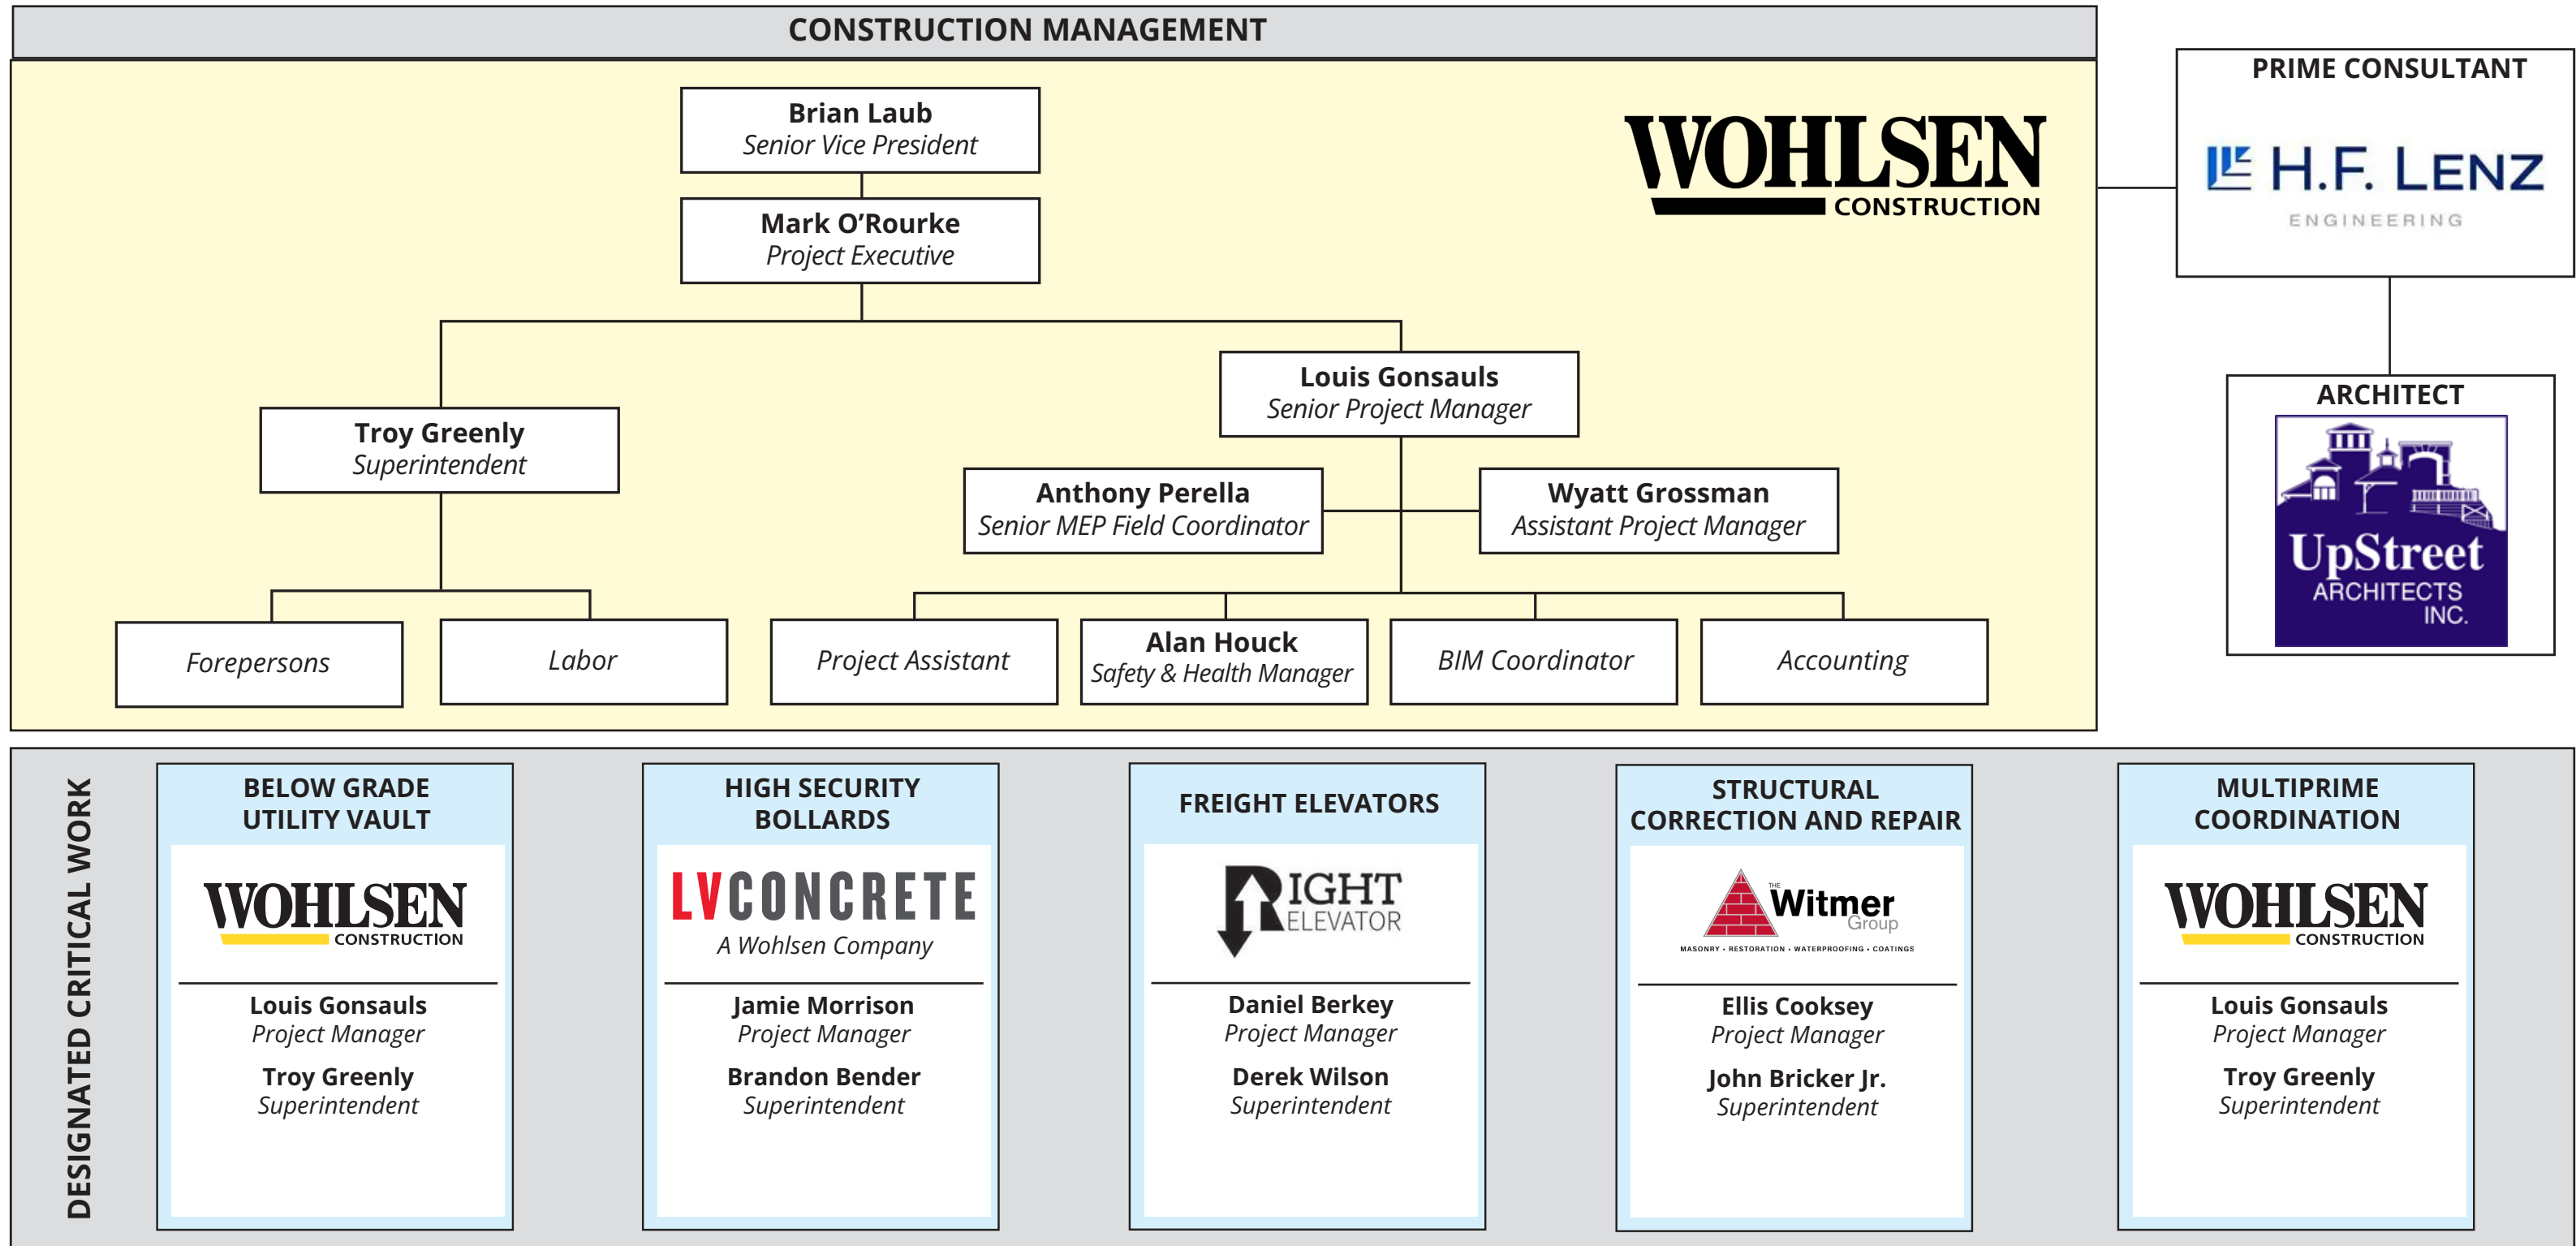 CONSTRUCTION MANAGEMENT
Brian Laub
Senior Vice President
Mark O’Rourke
Project Executive
WOHLSEN
CONSTRUCTION
Louis Gonsauls
Senior Project Manager
Troy Greenly
Superintendent
Anthony Perella
Senior MEP Field Coordinator
Wyatt Grossman
Assistant Project Manager
Forepersons
Labor
Project Assistant
Alan Houck
Safety & Health Manager
BIM Coordinator
Accounting
PRIME CONSULTANT
H.F. LENZ
ENGINEERING
ARCHITECT
UpStreet
ARCHITECTS
INC.
DESIGNATED CRITICAL WORK
BELOW GRADE
UTILITY VAULT
WOHLSEN
CONSTRUCTION
Louis Gonsauls
Project Manager
Troy Greenly
Superintendent
HIGH SECURITY
BOLLARDS
LVCONCRETE
A Wohlsen Company
Jamie Morrison
Project Manager
Brandon Bender
Superintendent
FREIGHT ELEVATORS
RIGHT
ELEVATOR
Daniel Berkey
Project Manager
Derek Wilson
Superintendent
STRUCTURAL
CORRECTION AND REPAIR
THE
Witmer
Group
MASONRY • RESTORATION • WATERPROOFING • COATINGS
Ellis Cooksey
Project Manager
John Bricker Jr.
Superintendent
MULTIPRIME
COORDINATION
WOHLSEN
CONSTRUCTION
Louis Gonsauls
Project Manager
Troy Greenly
Superintendent